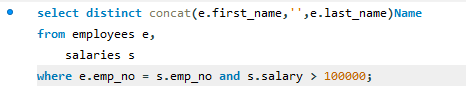 select distinct concat(e.first_name,'',e.last_name)Name
from employees e,
salaries s
where e.emp_no = s.emp_no and s.salary > 100000;